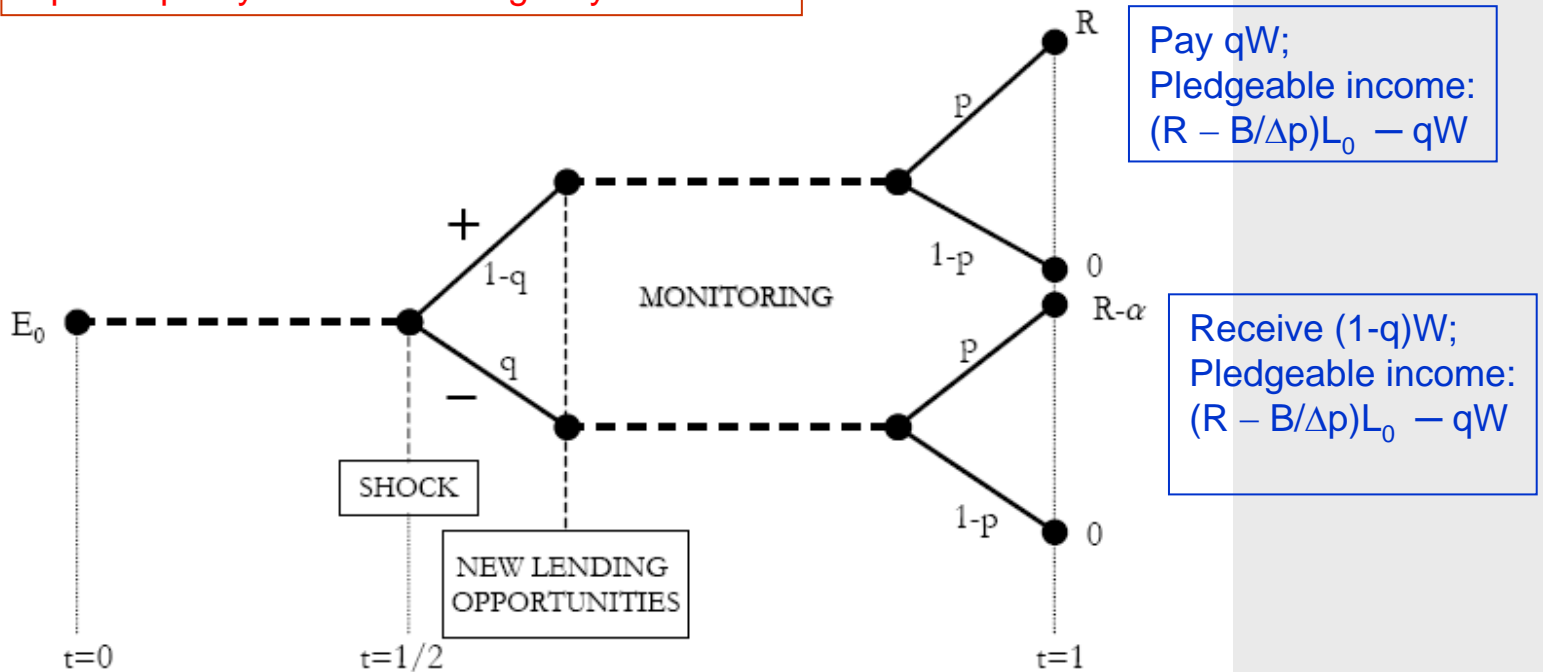 R
Pay qW;
Pledgeable income:
(R – B/Δp)L₀ – qW
p
+
1-q
1-p
0
MONITORING
E₀
R-α
Receive (1-q)W;
Pledgeable income:
(R – B/Δp)L₀ – qW
q
p
–
SHOCK
1-p
0
NEW LENDING
OPPORTUNITIES
t=0
t=1/2
t=1